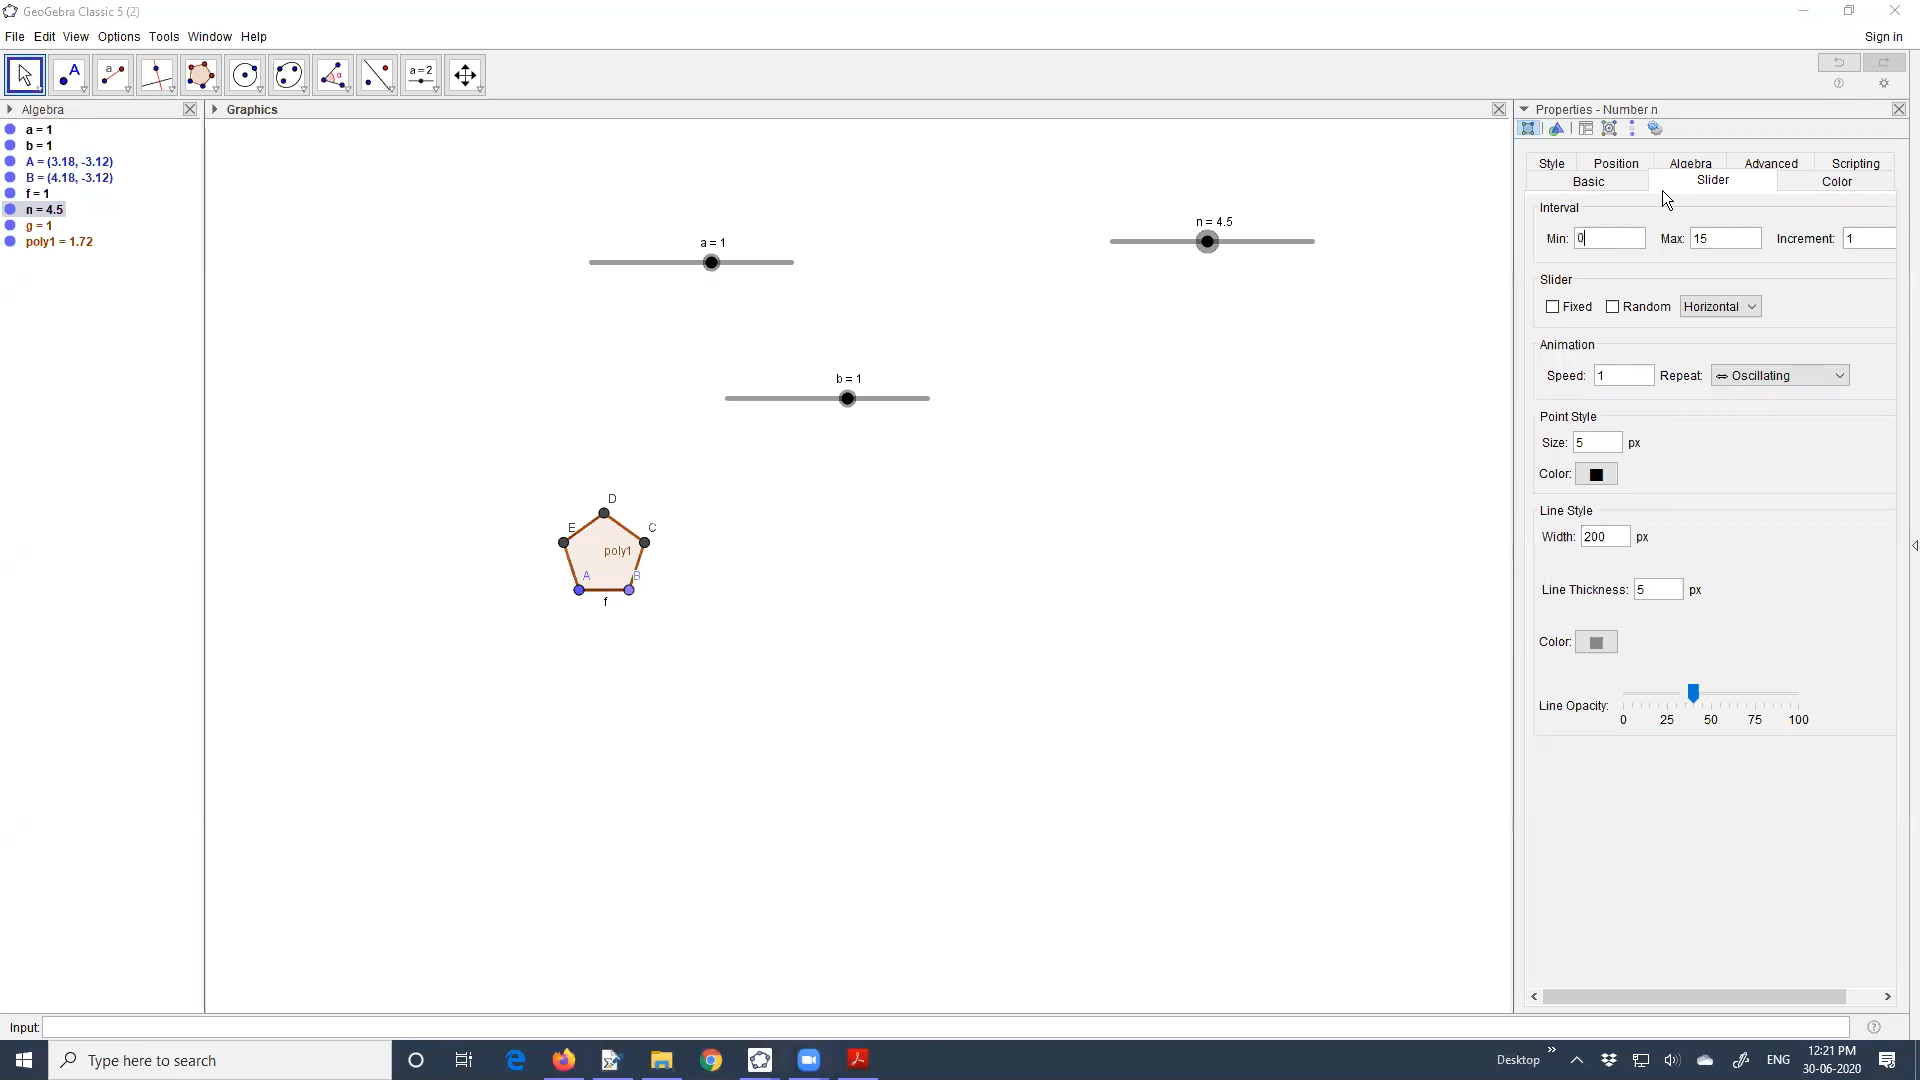 GeoGebra Classic 5 (2)
File Edit View Options Tools Window Help
Sign in
A
a
α
a=2
Algebra
Graphics
Properties - Number n
a = 1
b = 1
A = (3.18, -3.12)
B = (4.18, -3.12)
f = 1
n = 4.5
g = 1
poly1 = 1.72
a = 1
n = 4.5
b = 1
D
E
C
poly1
A
B
f
Style Position Algebra Advanced Scripting
Basic Slider Color
Interval
Min: 0 Max: 15 Increment: 1
Slider
Fixed Random Horizontal
Animation
Speed: 1 Repeat: ⇔ Oscillating
Point Style
Size: 5 px
Color:
Line Style
Width: 200 px
Line Thickness: 5 px
Color:
Line Opacity:
0 25 50 75 100
Input:
Type here to search
Desktop
ENG
12:21 PM
30-06-2020